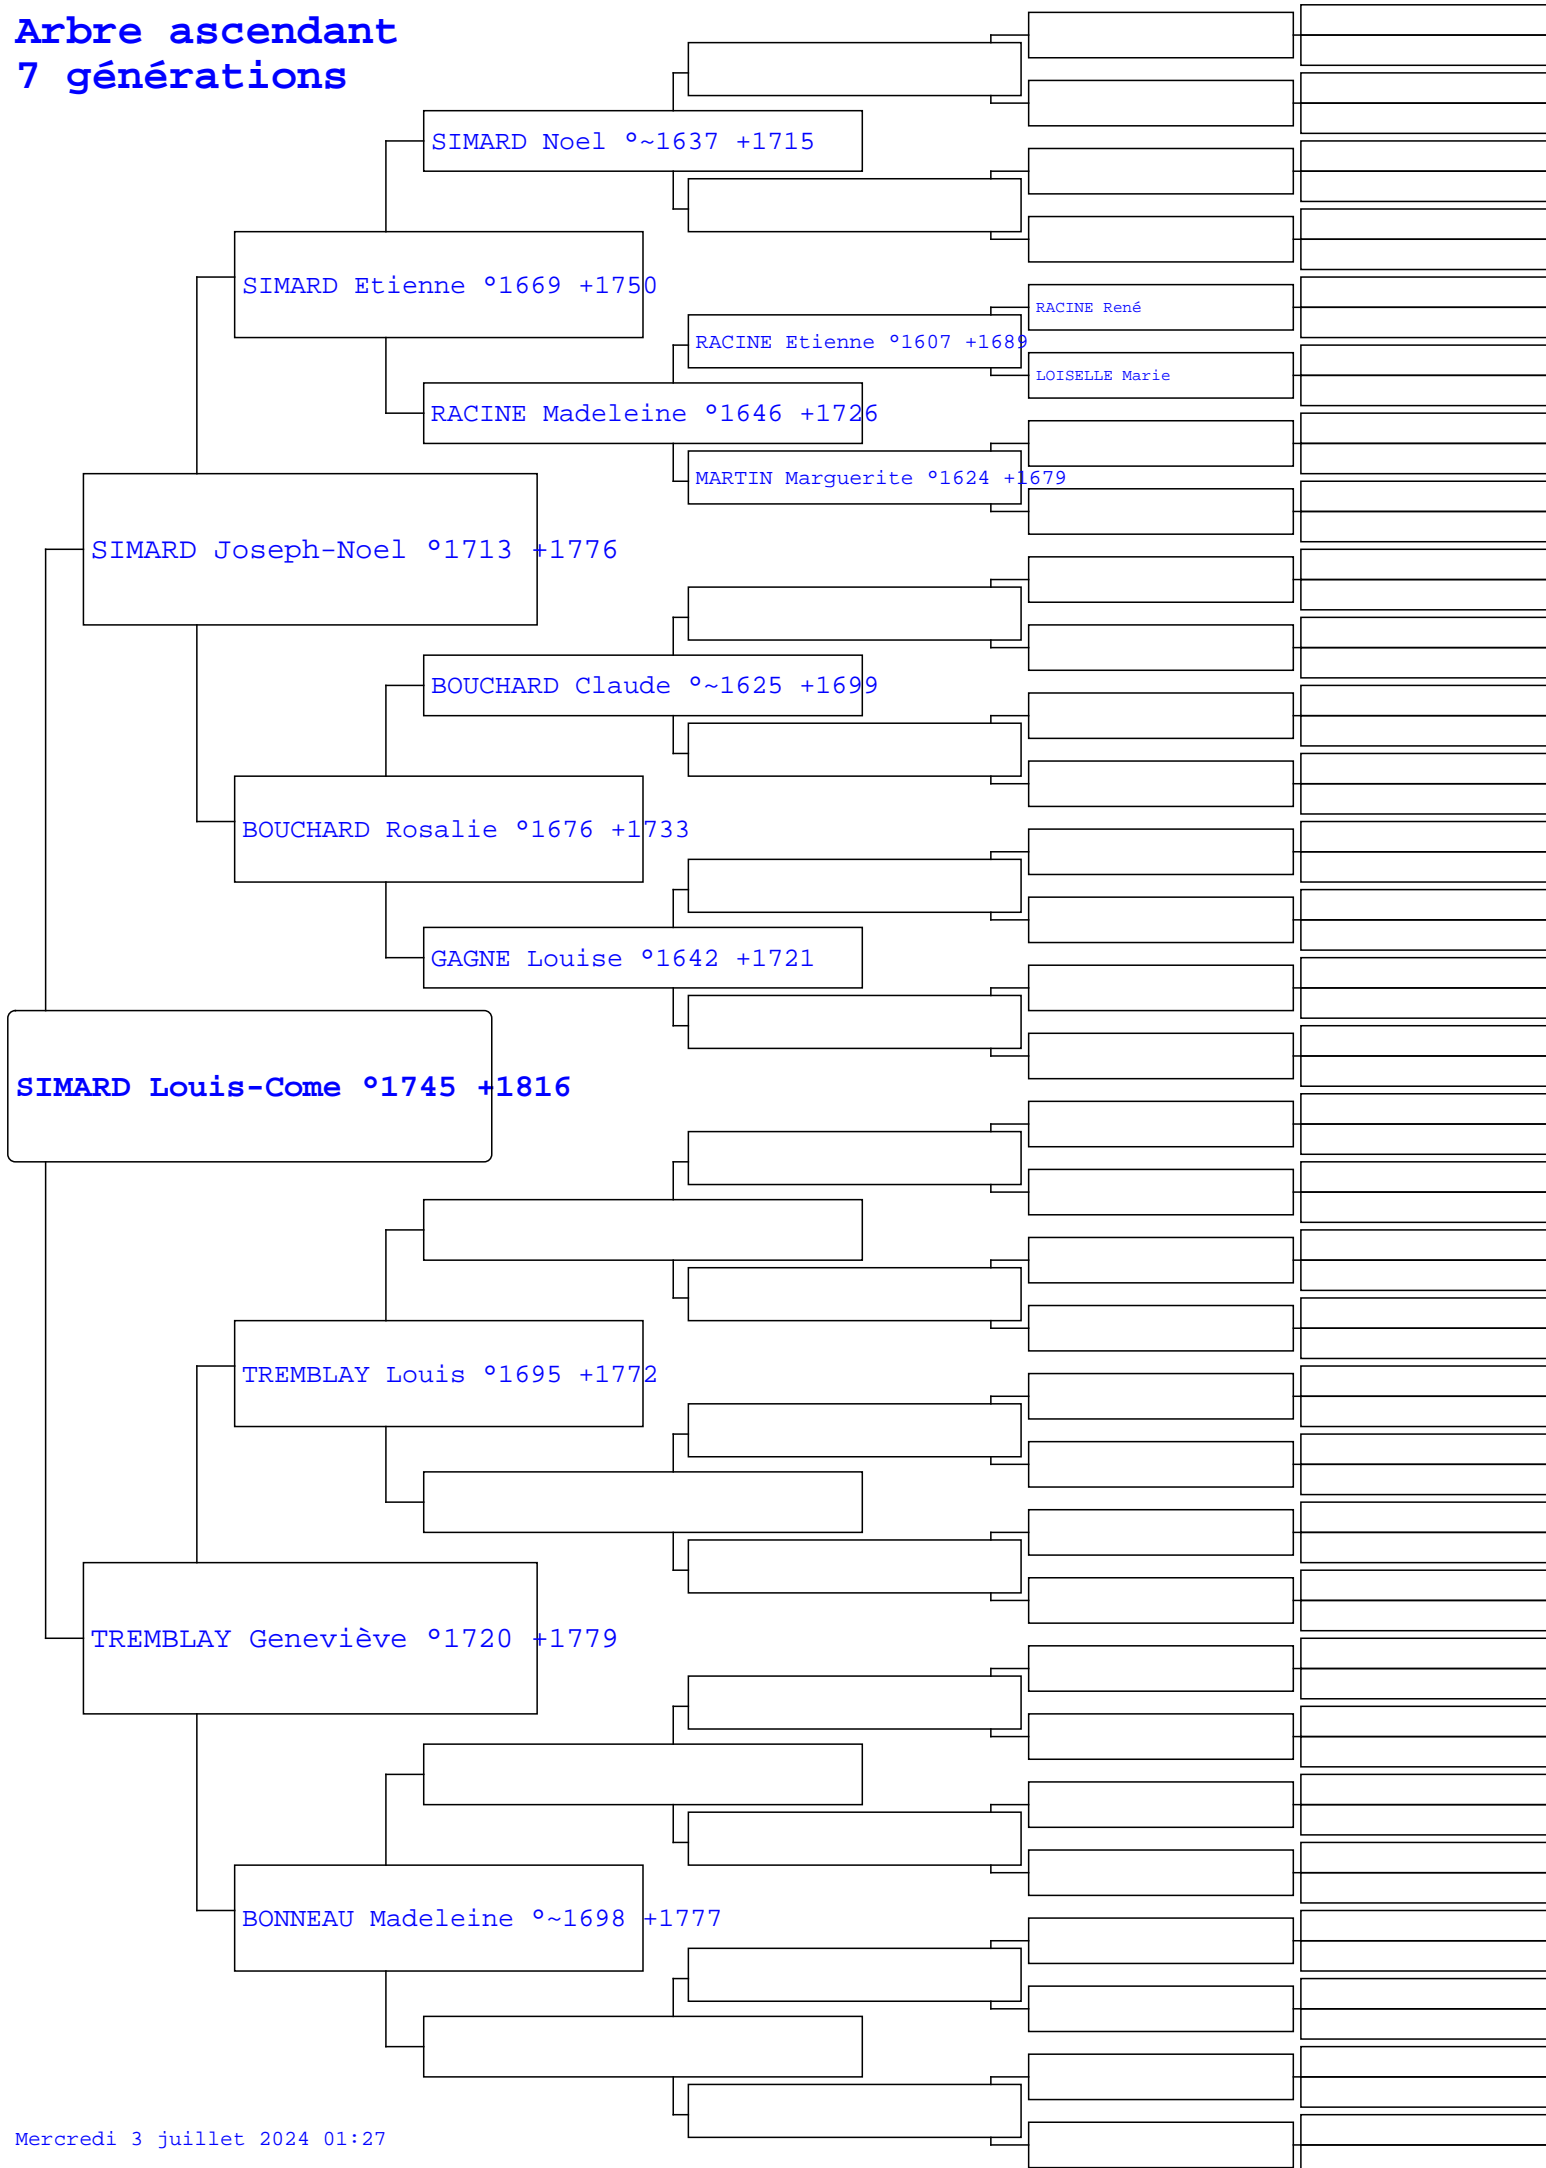 Arbre ascendant
7 générations
SIMARD Noel °~1637 +1715
SIMARD Etienne °1669 +1750
RACINE René
RACINE Etienne °1607 +1689
LOISELLE Marie
RACINE Madeleine °1646 +1726
MARTIN Marguerite °1624 +1679
SIMARD Joseph-Noel °1713 +1776
BOUCHARD Claude °~1625 +1699
BOUCHARD Rosalie °1676 +1733
GAGNE Louise °1642 +1721
SIMARD Louis-Come °1745 +1816
TREMBLAY Louis °1695 +1772
TREMBLAY Geneviève °1720 +1779
BONNEAU Madeleine °~1698 +1777
Mercredi 3 juillet 2024 01:27